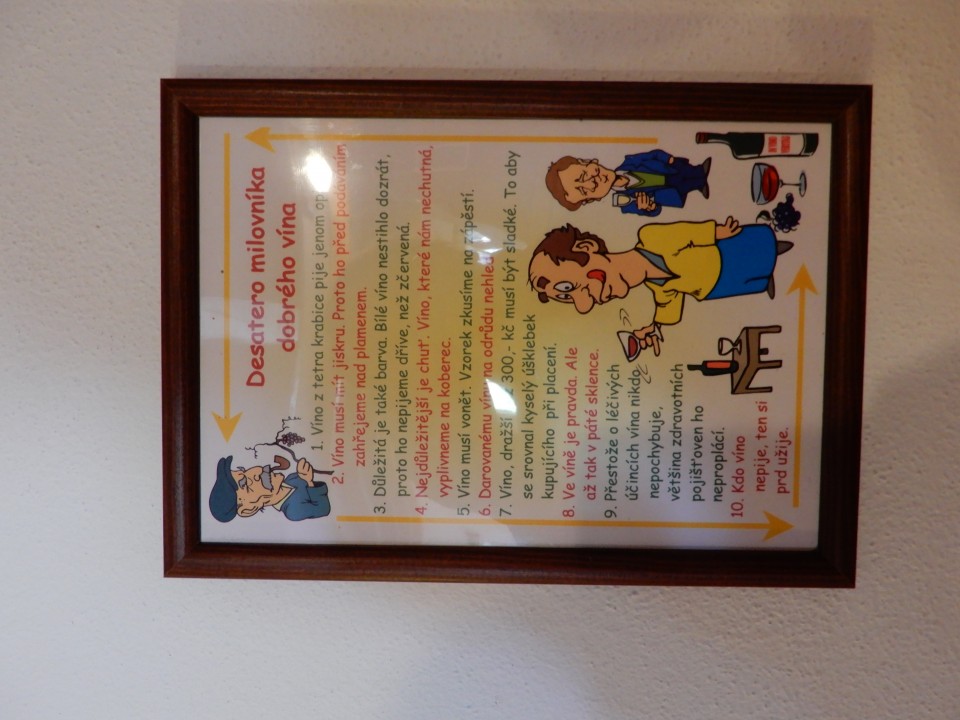 Desatero milovníka
dobrého vína
1. Víno z tetra krabice pije jenom
2. Víno musí mít jiskru. Proto ho před podáváním
zahřejeme nad plamenem.
3. Důležitá je také barva. Bílé víno nestihlo dozrát,
proto ho nepijeme dříve, než zčervená.
4. Nejdůležitější je chuť. Víno, které nám nechutná,
vyplivneme na koberec.
5. Víno musí vonět. Vzorek zkusíme na zápěstí.
6. Darovanému vínu na odrůdu
7. Víno, dražší 300,- kč musí být sladké. To aby
se srovnal kyselý úšklebek
kupujícího při placení.
8. Ve víně je pravda. Ale
až tak v páté sklence.
9. Přestože o léčivých
účincích vína nikdo
nepochybuje,
většina zdravotních
pojišťoven ho
neproplácí.
10. Kdo víno
nepije, ten si
prd užije.